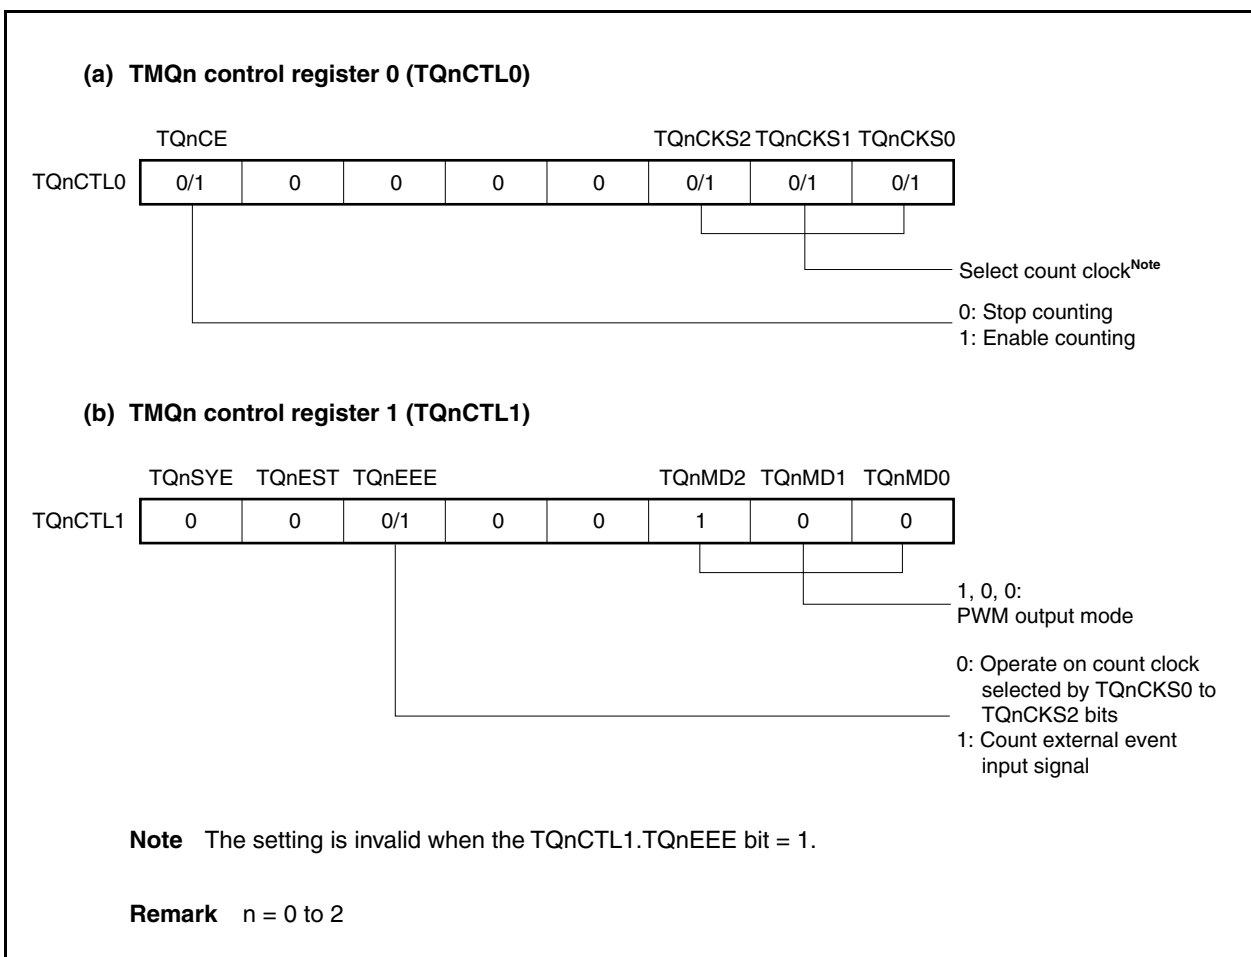 (a) TMQn control register 0 (TQnCTL0)
TQnCE TQnCKS2 TQnCKS1 TQnCKS0
TQnCTL0 0/1 0 0 0 0 0/1 0/1 0/1
Select count clockNote
0: Stop counting
1: Enable counting
(b) TMQn control register 1 (TQnCTL1)
TQnSYE TQnEST TQnEEE TQnMD2 TQnMD1 TQnMD0
TQnCTL1 0 0 0/1 0 0 1 0 0
1, 0, 0:
PWM output mode
0: Operate on count clock
selected by TQnCKS0 to
TQnCKS2 bits
1: Count external event
input signal
Note The setting is invalid when the TQnCTL1.TQnEEE bit = 1.
Remark n = 0 to 2